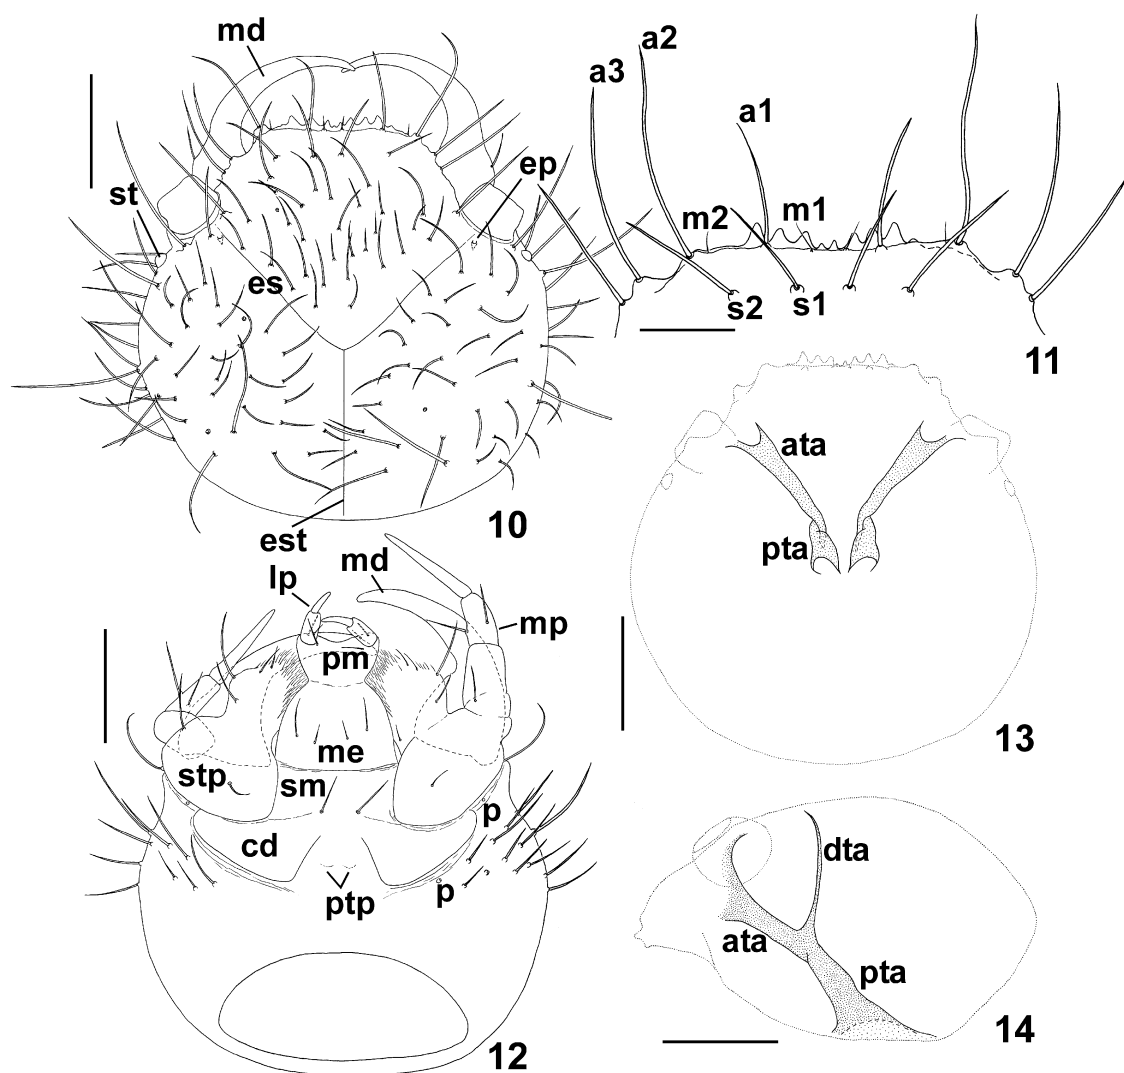 md
st
ep
es
est
10
a3
a2
a1
m2
m1
s2
s1
11
lp
md
mp
pm
me
stp
sm
cd
p
p
ptp
12
ata
pta
13
dta
ata
pta
14